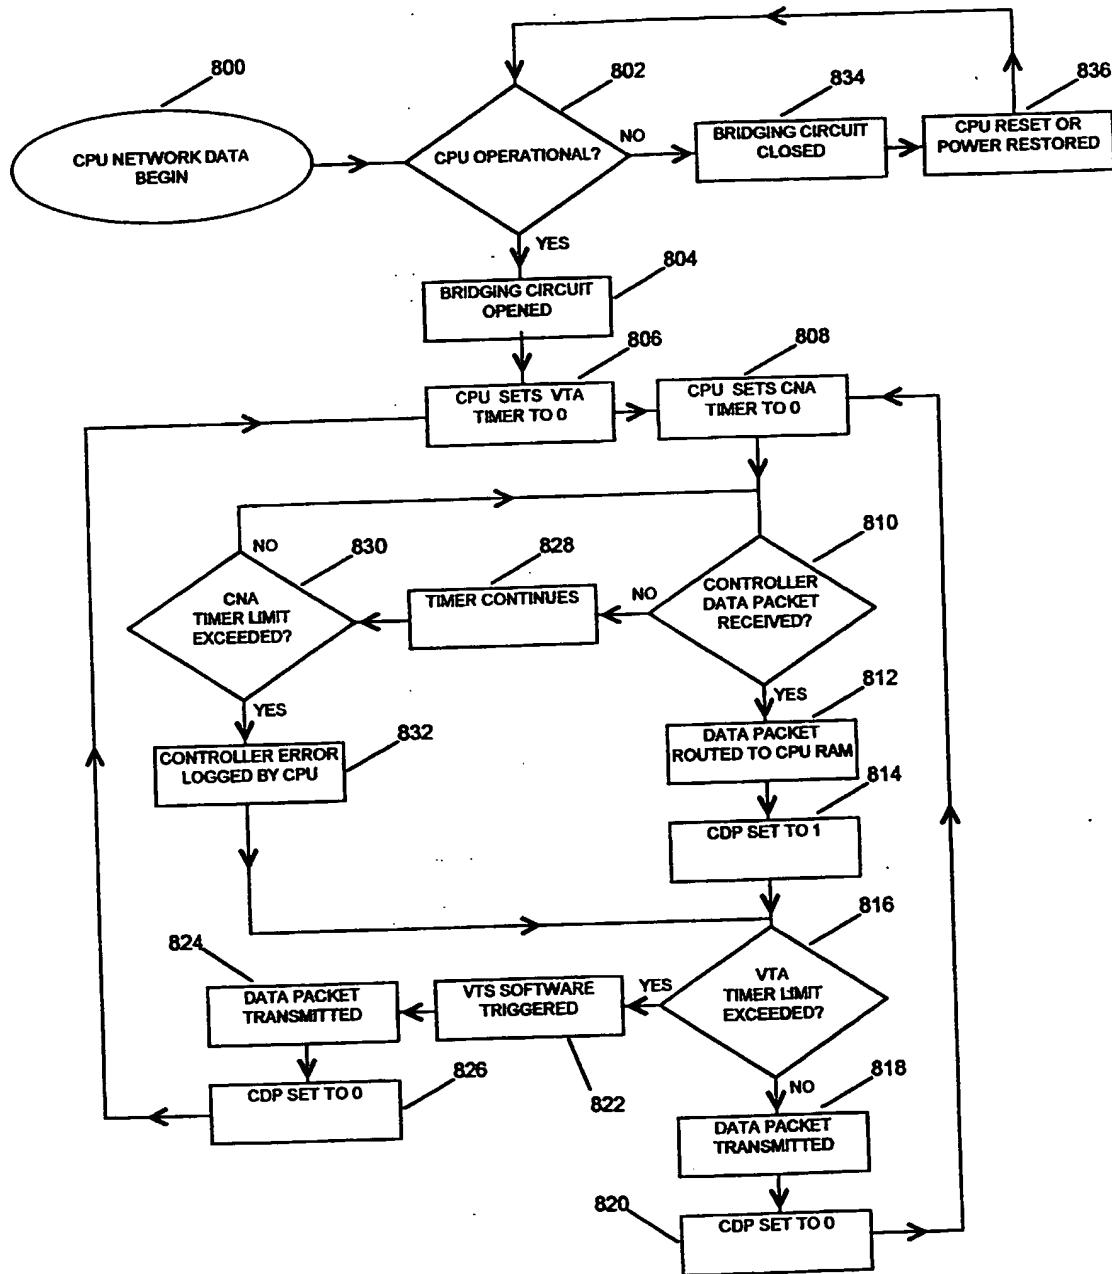 800
CPU NETWORK DATA
BEGIN
802
CPU OPERATIONAL?
NO
834
BRIDGING CIRCUIT
CLOSED
836
CPU RESET OR
POWER RESTORED
YES
804
BRIDGING CIRCUIT
OPENED
806
CPU SETS VTA
TIMER TO 0
808
CPU SETS CNA
TIMER TO 0
810
CONTROLLER
DATA PACKET
RECEIVED?
NO
828
TIMER CONTINUES
830
NO
CNA
TIMER LIMIT
EXCEEDED?
YES
832
CONTROLLER ERROR
LOGGED BY CPU
YES
812
DATA PACKET
ROUTED TO CPU RAM
814
CDP SET TO 1
816
VTA
TIMER LIMIT
EXCEEDED?
YES
VTS SOFTWARE
TRIGGERED
822
824
DATA PACKET
TRANSMITTED
CDP SET TO 0
826
NO
818
DATA PACKET
TRANSMITTED
820
CDP SET TO 0